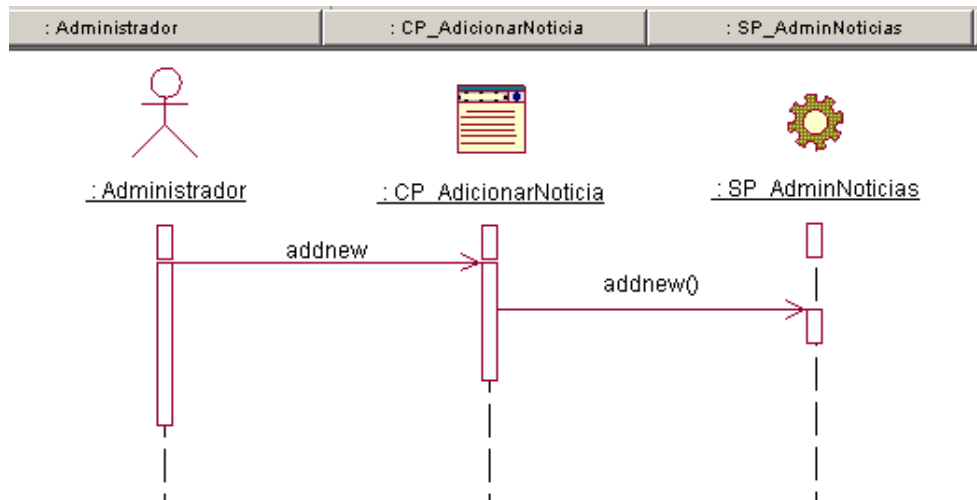 : Administrador
: CP_AdicionarNoticia
: SP_AdminNoticias
: Administrador
: CP_AdicionarNoticia
: SP_AdminNoticias
addnew
addnew()